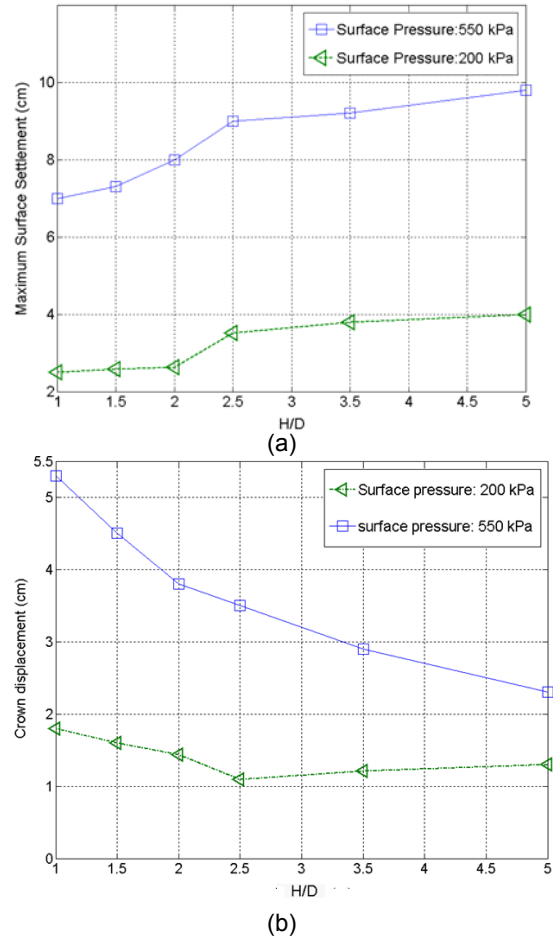 Surface Pressure:550 kPa
Surface Pressure:200 kPa
Maximum Surface Settlement (cm)
10
8
6
4
2
1 1.5 2 2.5 3 3.5 4 4.5 5
H/D
(a)
Surface pressure: 200 kPa
surface pressure: 550 kPa
Crown displacement (cm)
5.5
5
4
3
2
1
0
1 1.5 2 2.5 3 3.5 4 4.5 5
H/D
(b)